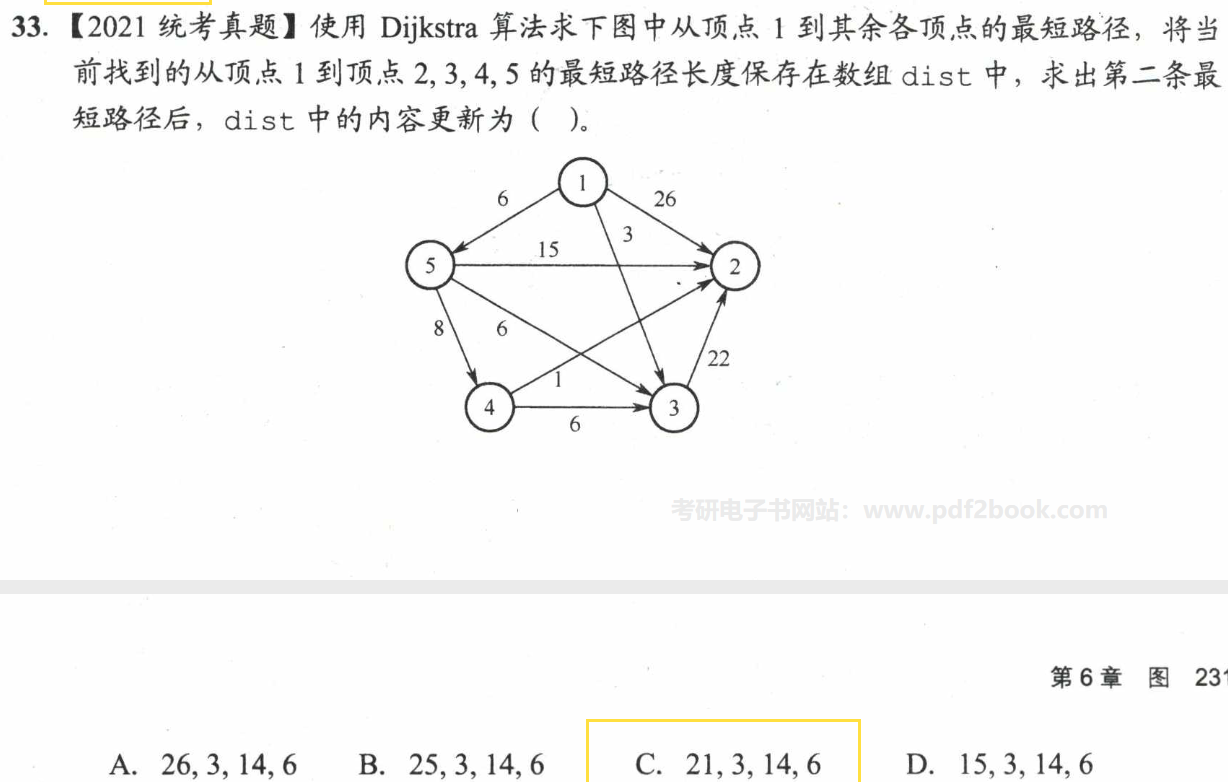 33. 【2021 统考真题】使用 Dijkstra 算法求下图中从顶点 1 到其余各顶点的最短路径，将当
前找到的从顶点 1 到顶点 2, 3, 4, 5 的最短路径长度保存在数组 dist 中，求出第二条最
短路径后，dist 中的内容更新为（ ）。
1
6
26
3
15
5
2
8
6
22
1
4
3
6
考研电子书网站：www.pdf2book.com
第 6 章 图 231
A. 26, 3, 14, 6 B. 25, 3, 14, 6 C. 21, 3, 14, 6 D. 15, 3, 14, 6